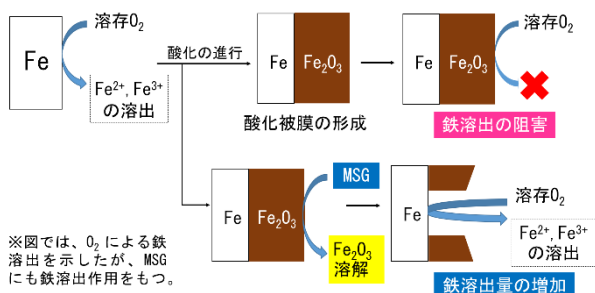 Fe
溶存O₂
Fe²⁺, Fe³⁺
の溶出
酸化の進行
Fe
Fe₂O₃
酸化被膜の形成
Fe
Fe₂O₃
溶存O₂
鉄溶出の阻害
Fe
Fe₂O₃
MSG
Fe₂O₃
溶解
Fe
溶存O₂
Fe²⁺, Fe³⁺
の溶出
鉄溶出量の増加
※図では、O₂による鉄
溶出を示したが、MSG
にも鉄溶出作用をもつ。